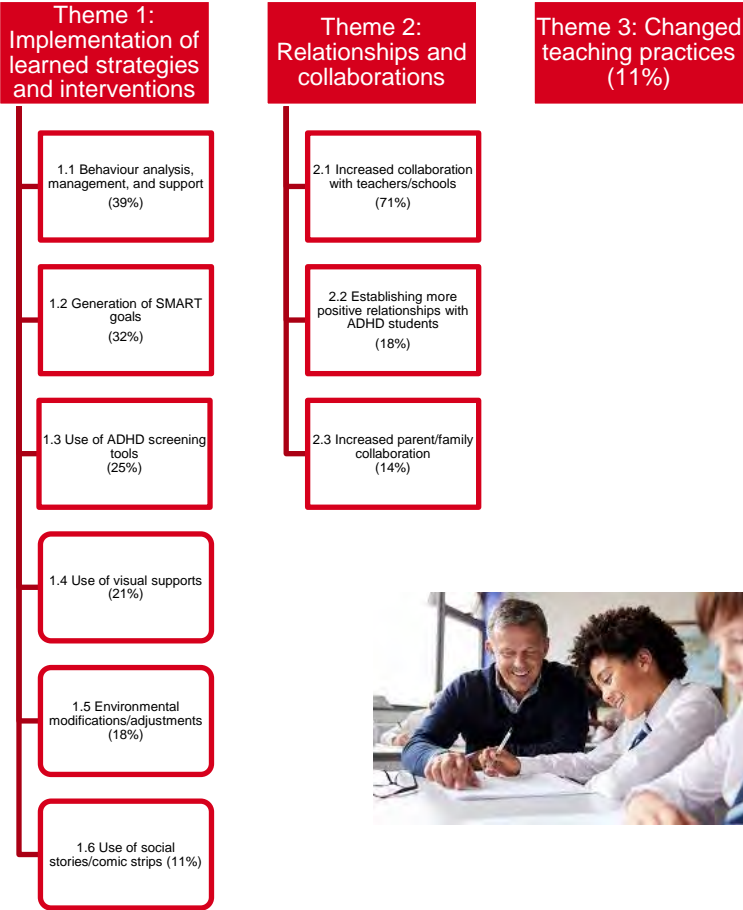 Theme 1:
Implementation of
learned strategies
and interventions
1.1 Behaviour analysis,
management, and support
(39%)
1.2 Generation of SMART
goals
(32%)
1.3 Use of ADHD screening
tools
(25%)
1.4 Use of visual supports
(21%)
1.5 Environmental
modifications/adjustments
(18%)
1.6 Use of social
stories/comic strips (11%)
Theme 2:
Relationships and
collaborations
2.1 Increased collaboration
with teachers/schools
(71%)
2.2 Establishing more
positive relationships with
ADHD students
(18%)
2.3 Increased parent/family
collaboration
(14%)
Theme 3: Changed
teaching practices
(11%)